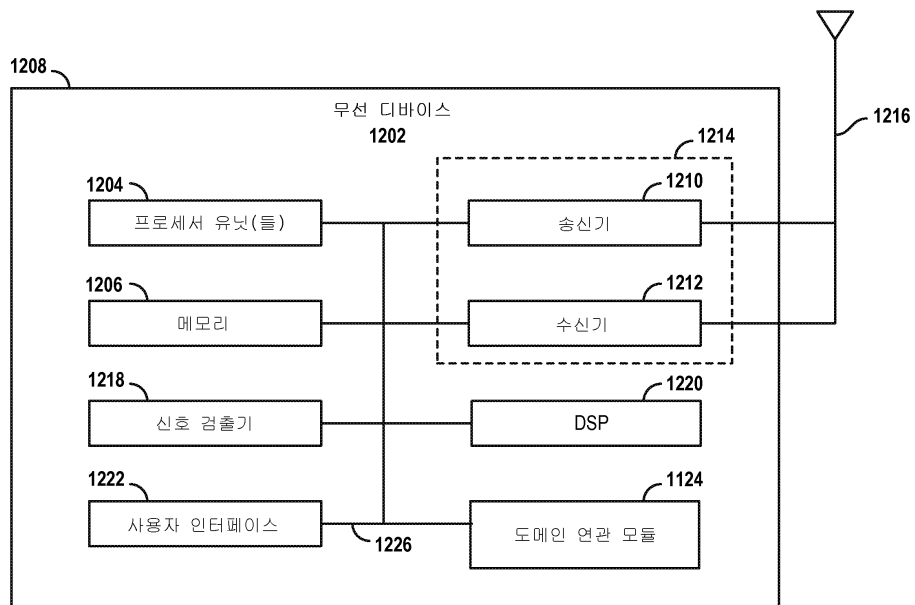 1208
무선 디바이스
1202
1214
1216
1204
프로세서 유닛(들)
1210
송신기
1206
메모리
1212
수신기
1218
신호 검출기
1220
DSP
1222
사용자 인터페이스
1226
1124
도메인 연관 모듈